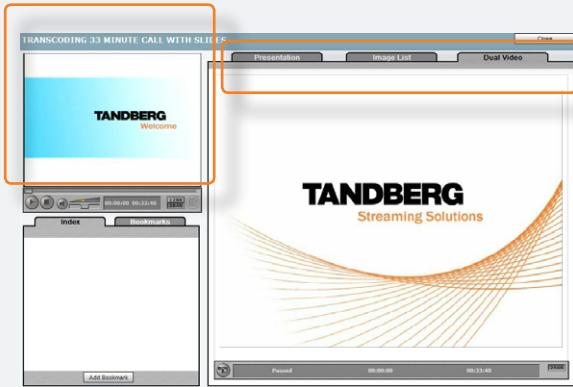 TRANSCODING 33 MINUTE CALL WITH SLIDES
Close
Presentation
Image List
Dual Video
TANDBERG
Welcome
00:00:00 00:33:40
Index
Bookmarks
Add Bookmark
TANDBERG
Streaming Solutions
Paused
00:00:00
00:33:40